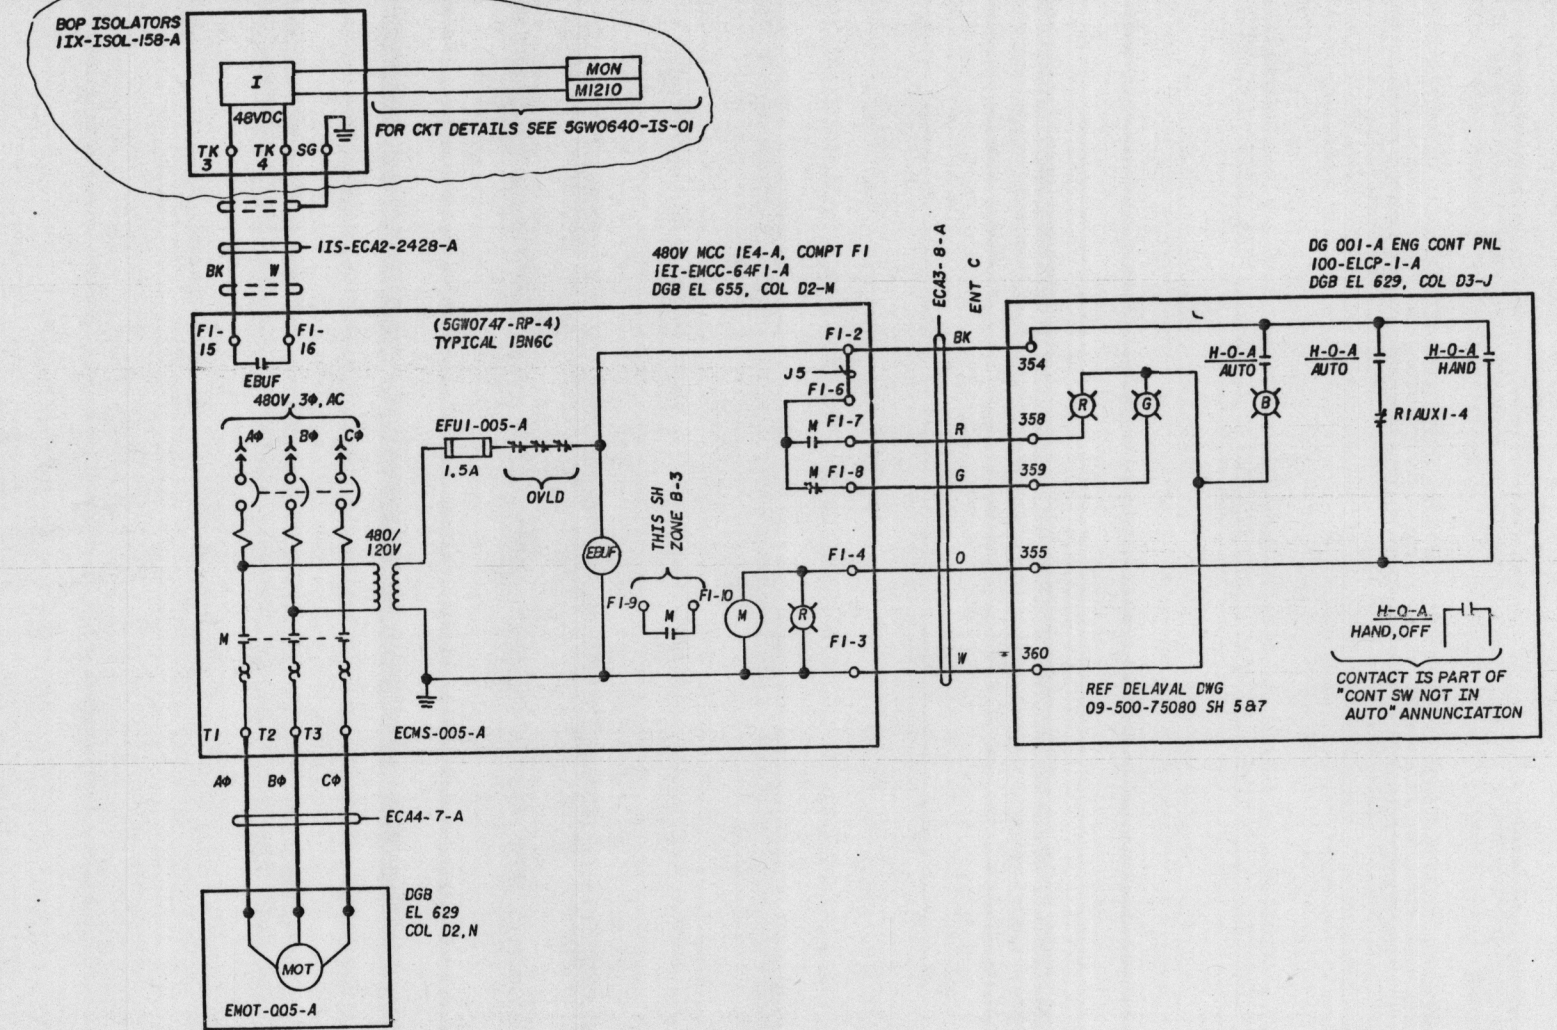 BOP ISOLATORS
IIX-ISOL-158-A
I
48VDC
TK
3
TK
4
SG
MON
M1210
FOR CKT DETAILS SEE 5GW0640-IS-01
IIS-ECA2-2428-A
BK
W
480V MCC 1E4-A, COMPT F1
IEI-EMCC-64F1-A
DGB EL 655, COL D2-M
ECA3-8-A
ENT C
DG 001-A ENG CONT PNL
100-ELCP-1-A
DGB EL 629, COL D3-J
F1-
15
F1-
16
EBUF
(5GW0747-RP-4)
TYPICAL 1BN6C
480V, 3Φ, AC
AΦ
BΦ
CΦ
EFU1-005-A
1.5A
OVLD
480/
120V
EBUF
THIS SH
ZONE B-3
F1-9
M
F1-10
M
R
F1-2
J5
F1-6
M
F1-7
M
F1-8
F1-4
F1-3
BK
R
G
O
W
354
358
359
355
360
R
G
H-O-A
AUTO
B
H-O-A
AUTO
H-O-A
HAND
R1AUX1-4
H-O-A
HAND, OFF
CONTACT IS PART OF
"CONT SW NOT IN
AUTO" ANNUNCIATION
REF DELAVAL DWG
09-500-75080 SH 5&7
M
T1
T2
T3
ECMS-005-A
AΦ
BΦ
CΦ
ECA4-7-A
DGB
EL 629
COL D2,N
MOT
EMOT-005-A